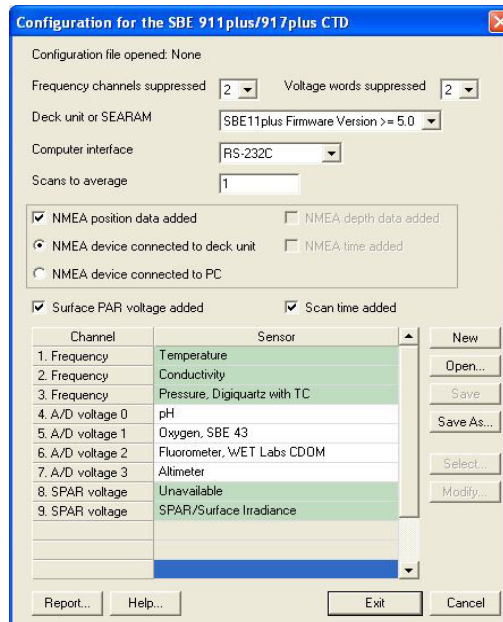 Configuration for the SBE 911plus/917plus CTD
Configuration file opened: None
Frequency channels suppressed 2 Voltage words suppressed 2
Deck unit or SEARAM SBE11plus Firmware Version >= 5.0
Computer interface RS-232C
Scans to average 1
NMEA position data added NMEA depth data added
NMEA device connected to deck unit NMEA time added
NMEA device connected to PC
Surface PAR voltage added Scan time added
Channel Sensor New
1. Frequency Temperature
2. Frequency Conductivity Open...
3. Frequency Pressure, Digiquartz with TC Save
4. A/D voltage 0 pH Save As...
5. A/D voltage 1 Oxygen, SBE 43
6. A/D voltage 2 Fluorometer, WET Labs CDOM Select...
7. A/D voltage 3 Altimeter Modify...
8. SPAR voltage Unavailable
9. SPAR voltage SPAR/Surface Irradiance
Report... Help... Exit Cancel